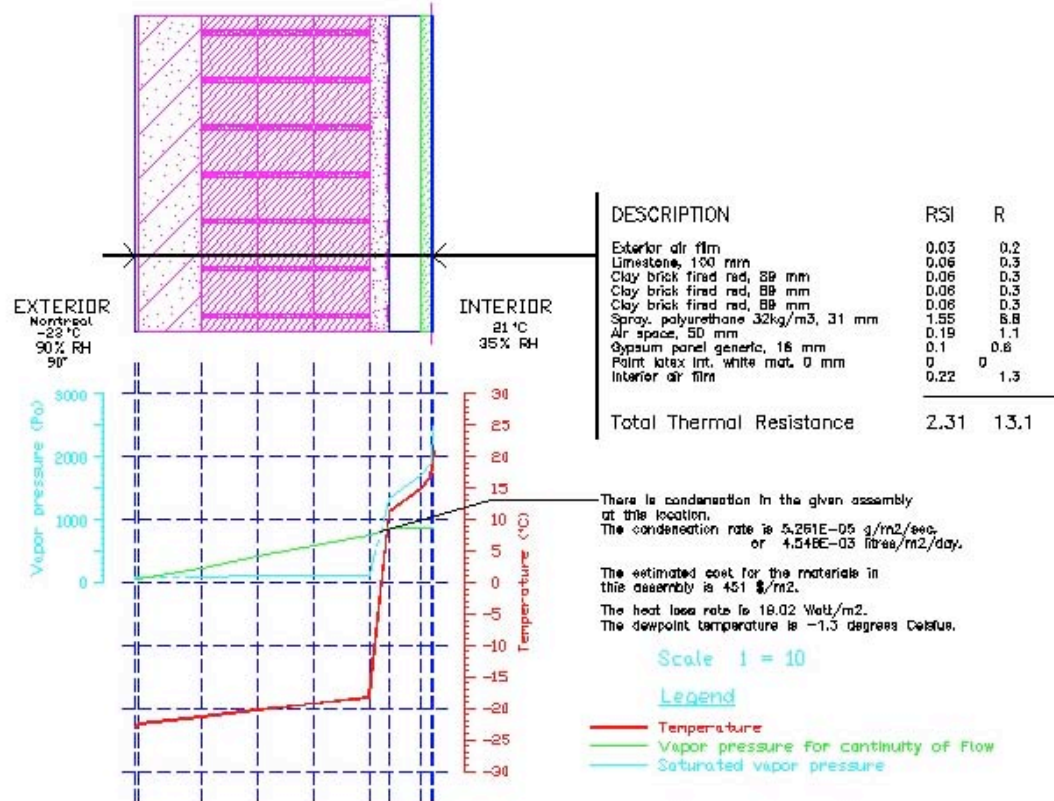 DESCRIPTION RSI R
Exterior air film 0.03 0.2
Limestone, 100 mm 0.06 0.3
Clay brick fired red, 89 mm 0.06 0.3
Clay brick fired red, 89 mm 0.06 0.3
Clay brick fired red, 89 mm 0.06 0.3
Spray. polyurethane 32kg/m3, 31 mm 1.55 8.8
Air space, 50 mm 0.19 1.1
Gypsum panel generic, 16 mm 0.1 0.6
Paint latex int. white mat. 0 mm 0 0
Interior air film 0.22 1.3
Total Thermal Resistance 2.31 13.1
EXTERIOR
Montreal
-23 °C
90% RH
90°
INTERIOR
21 °C
35% RH
Vapor pressure (Pa)
3000
2000
1000
0
Temperature (°C)
30
25
20
15
10
5
0
-5
-10
-15
-20
-25
-30
There is condensation in the given assembly
at this location.
The condensation rate is 5.261E-05 g/m2/sec.
or 4.546E-03 litres/m2/day.
The estimated cost for the materials in
this assembly is 451 $/m2.
The heat loss rate is 19.02 Watt/m2.
The dewpoint temperature is -1.3 degrees Celsius.
Scale 1 = 10
Legend
Temperature
Vapor pressure for cantinuity of Flow
Saturated vapor pressure